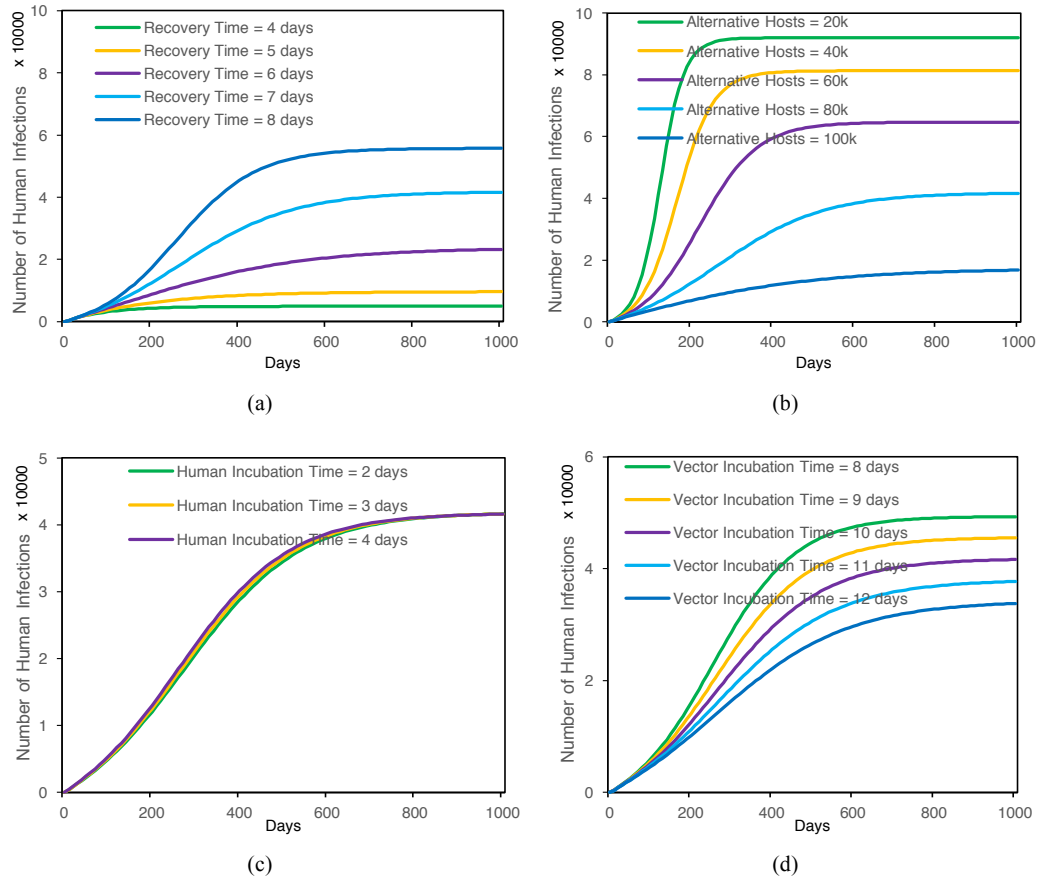 x 10000
Number of Human Infections
10
8
6
4
2
0
Recovery Time = 4 days
Recovery Time = 5 days
Recovery Time = 6 days
Recovery Time = 7 days
Recovery Time = 8 days
0 200 400 600 800 1000
Days
(a)
x 10000
Number of Human Infections
10
8
6
4
2
0
Alternative Hosts = 20k
Alternative Hosts = 40k
Alternative Hosts = 60k
Alternative Hosts = 80k
Alternative Hosts = 100k
0 200 400 600 800 1000
Days
(b)
x 10000
Number of Human Infections
5
4
3
2
1
0
Human Incubation Time = 2 days
Human Incubation Time = 3 days
Human Incubation Time = 4 days
0 200 400 600 800 1000
Days
(c)
x 10000
Number of Human Infections
6
4
2
0
Vector Incubation Time = 8 days
Vector Incubation Time = 9 days
Vector Incubation Time = 10 days
Vector Incubation Time = 11 days
Vector Incubation Time = 12 days
0 200 400 600 800 1000
Days
(d)